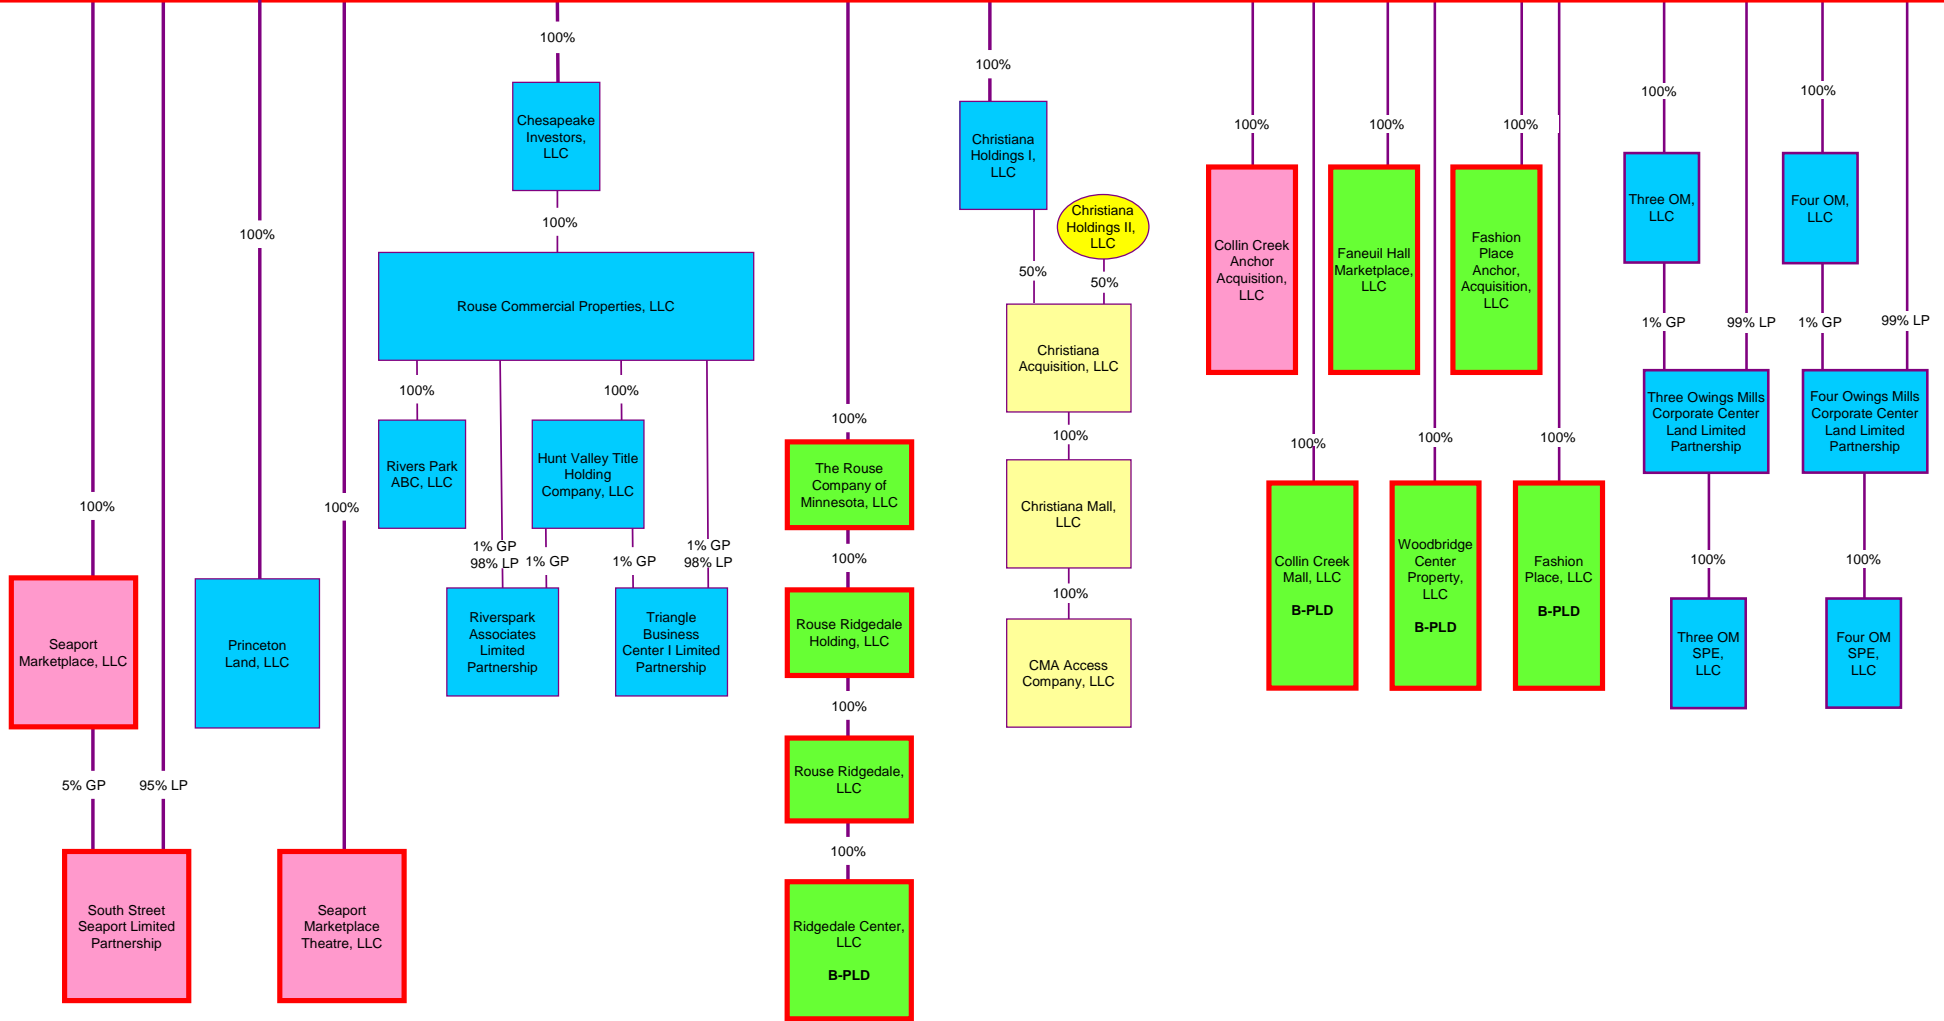 100%
Chesapeake
Investors,
LLC
100%
Rouse Commercial Properties, LLC
100%
100%
Rivers Park
ABC, LLC
Hunt Valley Title
Holding
Company, LLC
1% GP
98% LP
1% GP
1% GP
1% GP
98% LP
Riverspark
Associates
Limited
Partnership
Triangle
Business
Center I Limited
Partnership
100%
Seaport
Marketplace, LLC
5% GP
95% LP
South Street
Seaport Limited
Partnership
100%
Princeton
Land, LLC
100%
Seaport
Marketplace
Theatre, LLC
100%
The Rouse
Company of
Minnesota, LLC
100%
Rouse Ridgedale
Holding, LLC
100%
Rouse Ridgedale,
LLC
100%
Ridgedale Center,
LLC
B-PLD
100%
Christiana
Holdings I,
LLC
Christiana
Holdings II,
LLC
50%
50%
Christiana
Acquisition, LLC
100%
Christiana Mall,
LLC
100%
CMA Access
Company, LLC
100%
Collin Creek
Anchor
Acquisition,
LLC
100%
Faneuil Hall
Marketplace,
LLC
100%
Fashion
Place
Anchor,
Acquisition,
LLC
100%
Collin Creek
Mall, LLC
B-PLD
100%
Woodbridge
Center
Property,
LLC
B-PLD
100%
Fashion
Place, LLC
B-PLD
100%
Three OM,
LLC
1% GP
99% LP
Three Owings Mills
Corporate Center
Land Limited
Partnership
100%
Three OM
SPE,
LLC
100%
Four OM,
LLC
1% GP
99% LP
Four Owings Mills
Corporate Center
Land Limited
Partnership
100%
Four OM
SPE,
LLC